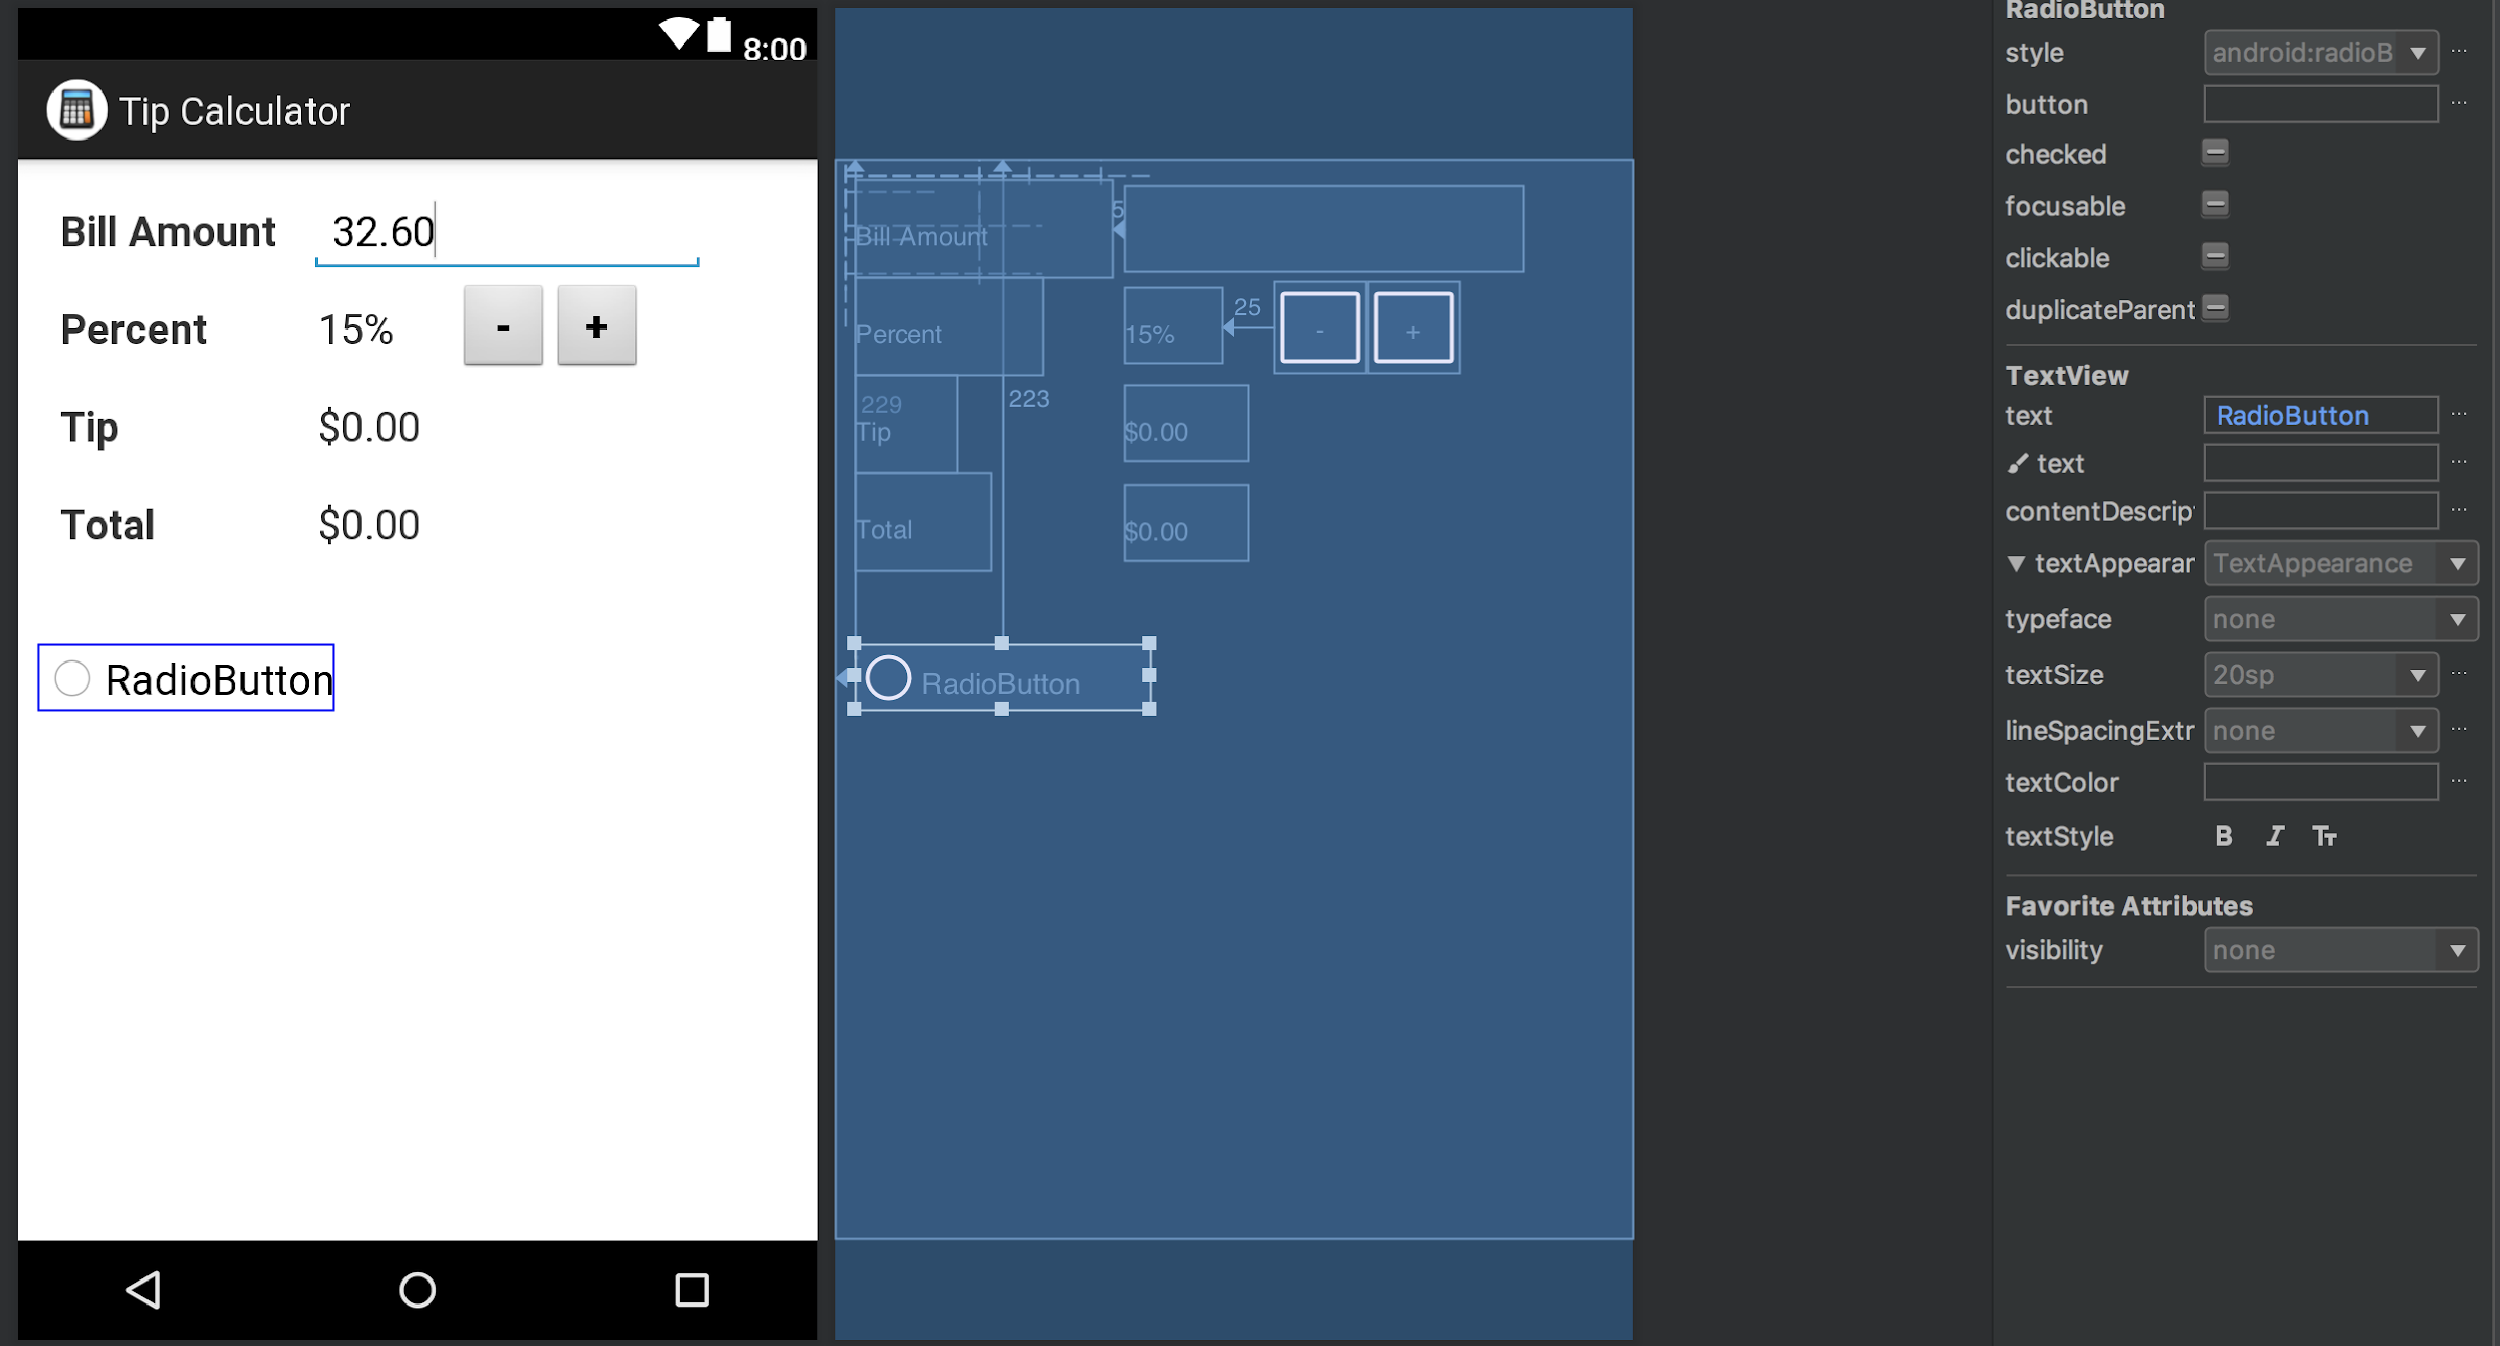 8:00
Tip Calculator
Bill Amount 32.60
Percent 15% - +
Tip $0.00
Total $0.00
RadioButton
5
Bill Amount
25
Percent 15% - +
229 223
Tip $0.00
Total $0.00
RadioButton
RadioButton
style android:radioB ...
button ...
checked
focusable
clickable
duplicateParent
TextView
text RadioButton ...
text ...
contentDescrip ...
textAppearar TextAppearance
typeface none
textSize 20sp ...
lineSpacingExtr none ...
textColor ...
textStyle B I Tт
Favorite Attributes
visibility none